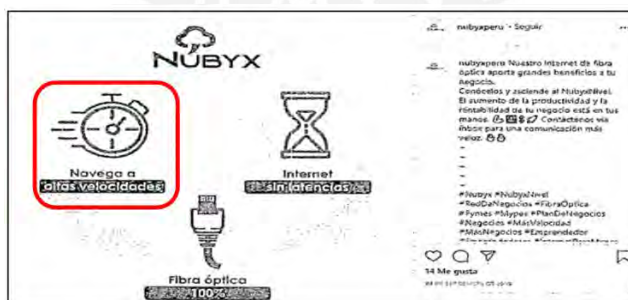 NUBYX
Navega a
altas velocidades
Internet
sin latencias
Fibra óptica
100%
nubyxperu • Seguir
nubyxperu Nuestro Internet de fibra
óptica aporta grandes beneficios a tu
negocio.
Conócelos y asciende al NubyxNivel.
El aumento de la productividad y la
rentabilidad de tu negocio está en tus
manos. Contáctenos vía
inbox para una comunicación más
veloz.
#Nubyx #NubyxNivel
#RedDeNegocios #FibraÓptica
#Pymes #Mypes #PlanDeNegocios
#Negocios #MásVelocidad
#MásNegocios #Emprendedor
14 Me gusta